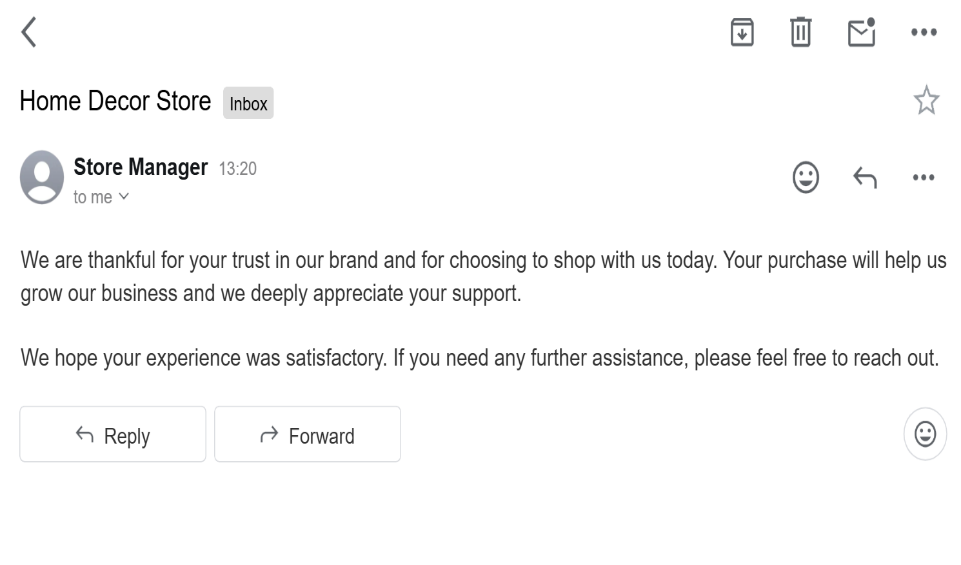 Home Decor Store Inbox
Store Manager 13:20
to me
We are thankful for your trust in our brand and for choosing to shop with us today. Your purchase will help us
grow our business and we deeply appreciate your support.
We hope your experience was satisfactory. If you need any further assistance, please feel free to reach out.
Reply Forward